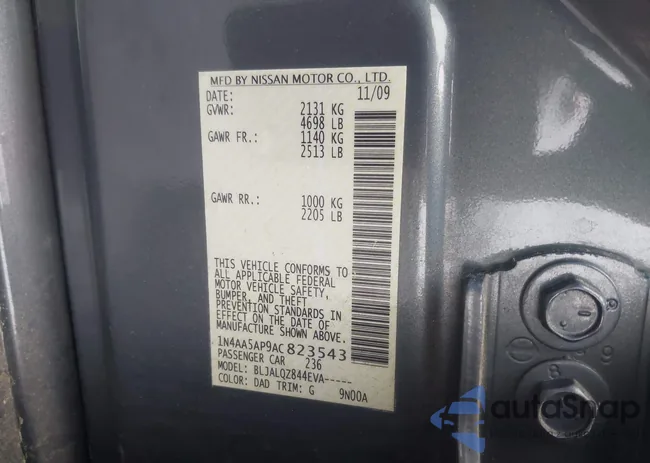 MFD BY NISSAN MOTOR CO., LTD.
DATE: 11/09
GVWR: 2131 KG
4698 LB
GAWR FR.: 1140 KG
2513 LB
GAWR RR.: 1000 KG
2205 LB
THIS VEHICLE CONFORMS TO
ALL APPLICABLE FEDERAL
MOTOR VEHICLE SAFETY,
BUMPER, AND THEFT
PREVENTION STANDARDS IN
EFFECT ON THE DATE OF
MANUFACTURE SHOWN ABOVE.
1N4AA5AP9AC823543
PASSENGER CAR 236
MODEL: BLJALQZ844EVA-----
COLOR: DAD TRIM: G 9N00A
8
9
AutoSnap
autoSnap